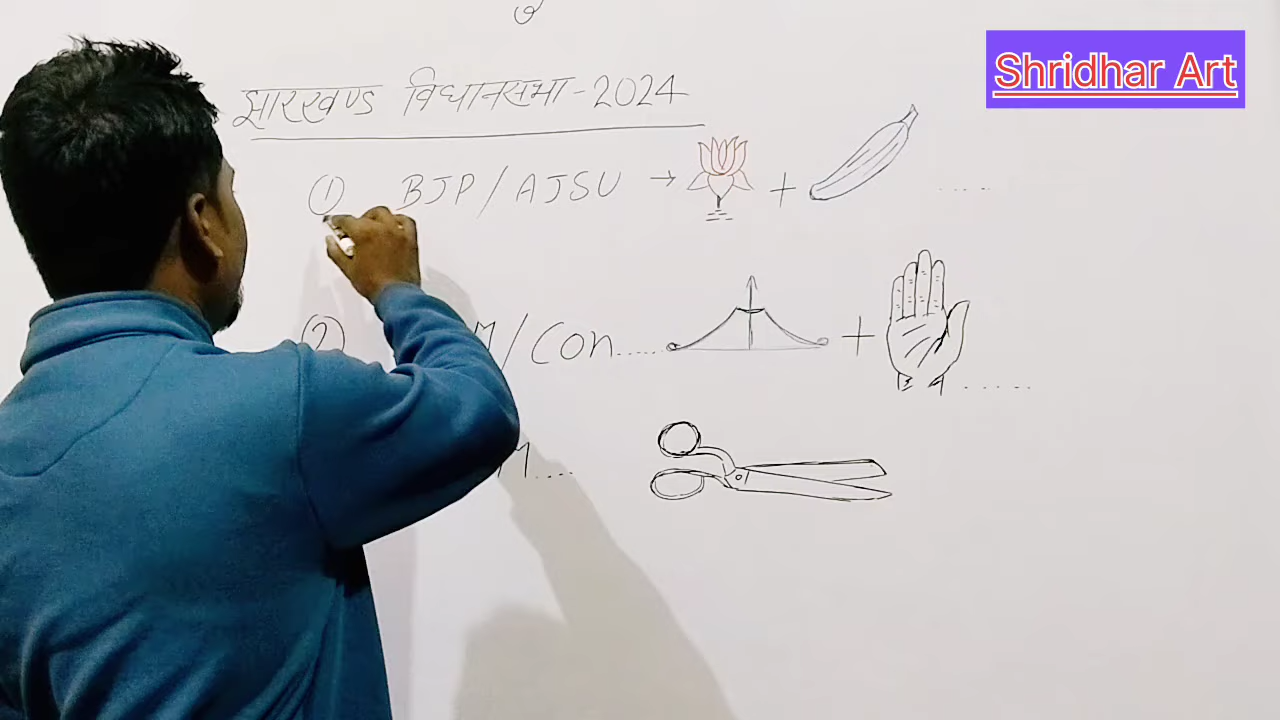 Shridhar Art
झारखण्ड विधानसभा-2024
① BJP/AJSU → + .....
② M/Con...... + .....
M....